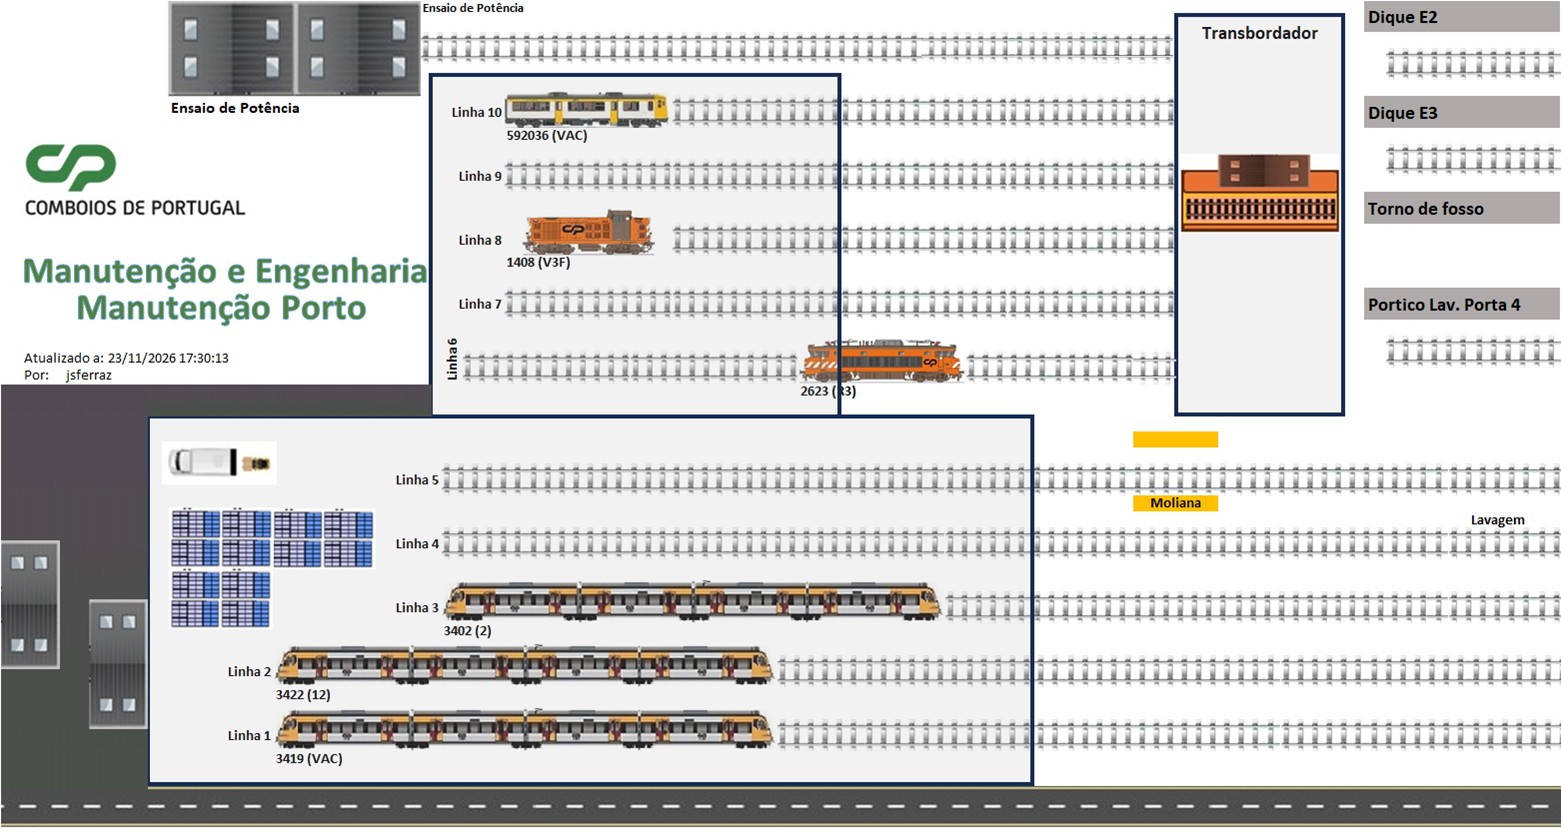 Ensaio de Potência
Transbordador
Dique E2
Ensaio de Potência
Linha 10
592036 (VAC)
Dique E3
CP
COMBOIOS DE PORTUGAL
Linha 9
Torno de fosso
Linha 8
1408 (V3F)
Manutenção e Engenharia
Manutenção Porto
Linha 7
Portico Lav. Porta 4
Atualizado a: 23/11/2026 17:30:13
Por: jsferraz
Linha 6
2623 (R3)
Linha 5
Moliana
Lavagem
Linha 4
Linha 3
3402 (2)
Linha 2
3422 (12)
Linha 1
3419 (VAC)